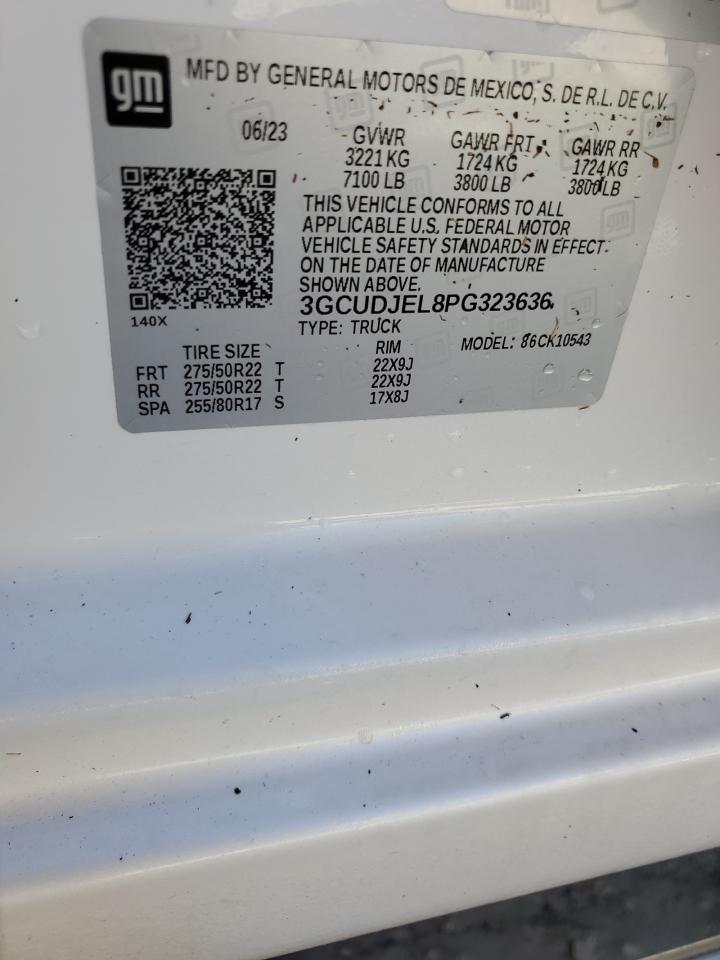 gm
MFD BY GENERAL MOTORS DE MEXICO, S. DE R.L. DE C.V.
06/23 GVWR GAWR FRT GAWR RR
3221 KG 1724 KG 1724 KG
7100 LB 3800 LB 3800 LB
THIS VEHICLE CONFORMS TO ALL
APPLICABLE U.S. FEDERAL MOTOR
VEHICLE SAFETY STANDARDS IN EFFECT
ON THE DATE OF MANUFACTURE
SHOWN ABOVE.
3GCUDJEL8PG323636
140X
TYPE: TRUCK MODEL: 86CK10543
TIRE SIZE RIM
FRT 275/50R22 T 22X9J
RR 275/50R22 T 22X9J
SPA 255/80R17 S 17X8J